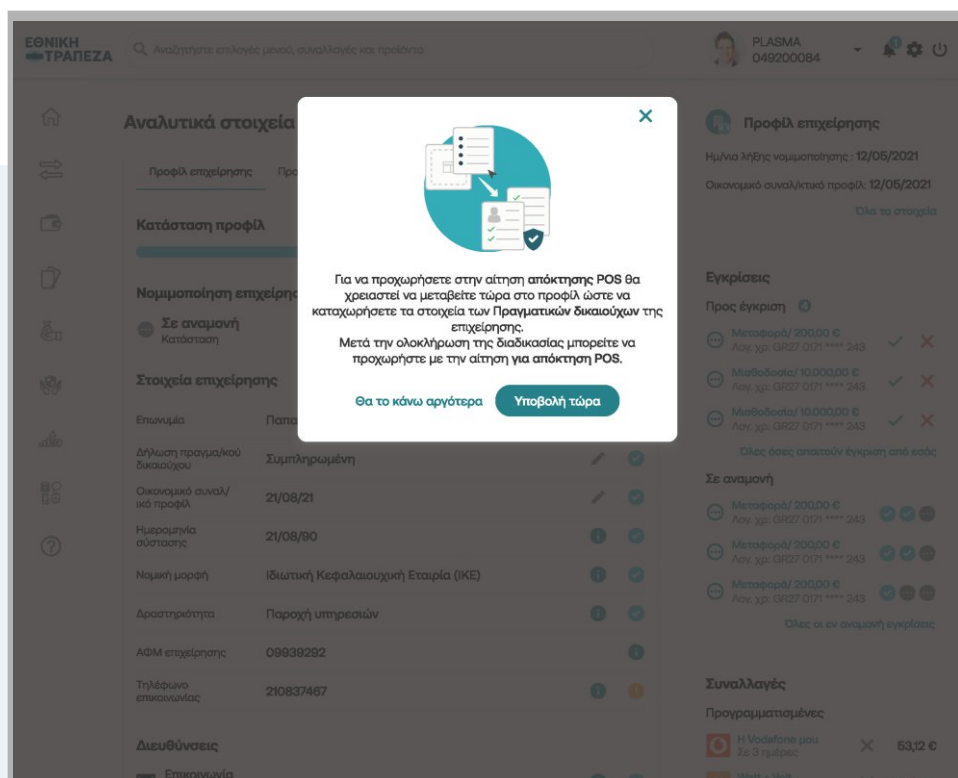 ΕΘΝΙΚΗ
ΤΡΑΠΕΖΑ
Αναζητήστε επιλογές μενού, συναλλαγές και προϊόντα
PLASMA
049200084
Αναλυτικά στοιχεία
Προφίλ επιχείρησης
Κατάσταση προφίλ
Νομιμοποίηση επιχείρησ
Σε αναμονή
Κατάσταση
Στοιχεία επιχείρησης
Επωνυμία
Δήλωση πραγμα/κού
δικαιούχου
Συμπληρωμένη
Οικονομικό συναλ/
ικό προφίλ
21/08/21
Ημερομηνία
σύστασης
21/08/90
Νομική μορφή
Ιδιωτική Κεφαλαιουχική Εταιρία (ΙΚΕ)
Δραστηριότητα
Παροχή υπηρεσιών
ΑΦΜ επιχείρησης
09939292
Τηλέφωνο
επικοινωνίας
210837467
Διευθύνσεις
Επικοινωνία
Για να προχωρήσετε στην αίτηση απόκτησης POS θα
χρειαστεί να μεταβείτε τώρα στο προφίλ ώστε να
καταχωρήσετε τα στοιχεία των Πραγματικών δικαιούχων της
επιχείρησης.
Μετά την ολοκλήρωση της διαδικασίας μπορείτε να
προχωρήστε με την αίτηση για απόκτηση POS.
Θα το κάνω αργότερα
Υποβολή τώρα
Προφίλ επιχείρησης
Ημ/νια λήξης νομιμοποίησης : 12/05/2021
Οικονομικό συναλ/κτικό προφίλ: 12/05/2021
Όλα τα στοιχεία
Εγκρίσεις
Προς έγκριση
Μεταφορά/ 200,00 €
Λογ. χρ: GR27 0171 **** 243
Μισθοδοσία/ 10.000,00 €
Λογ. χρ: GR27 0171 **** 243
Μισθοδοσία/ 10.000,00 €
Λογ. χρ: GR27 0171 **** 243
Όλες όσες απαιτούν έγκριση από εσάς
Σε αναμονή
Μεταφορά/ 200,00 €
Λογ. χρ: GR27 0171 **** 243
Μεταφορά/ 200,00 €
Λογ. χρ: GR27 0171 **** 243
Μεταφορά/ 200,00 €
Λογ. χρ: GR27 0171 **** 243
Όλες οι εν αναμονή εγκρίσεις
Συναλλαγές
Προγραμματισμένες
Η Vodafone μου
Σε 3 ημέρες
53,12 €